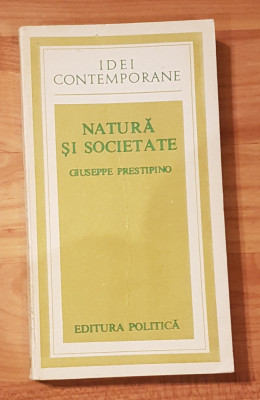 IDEI
CONTEMPORANE
NATURĂ
ȘI SOCIETATE
GIUSEPPE PRESTIPINO
EDITURA POLITICĂ